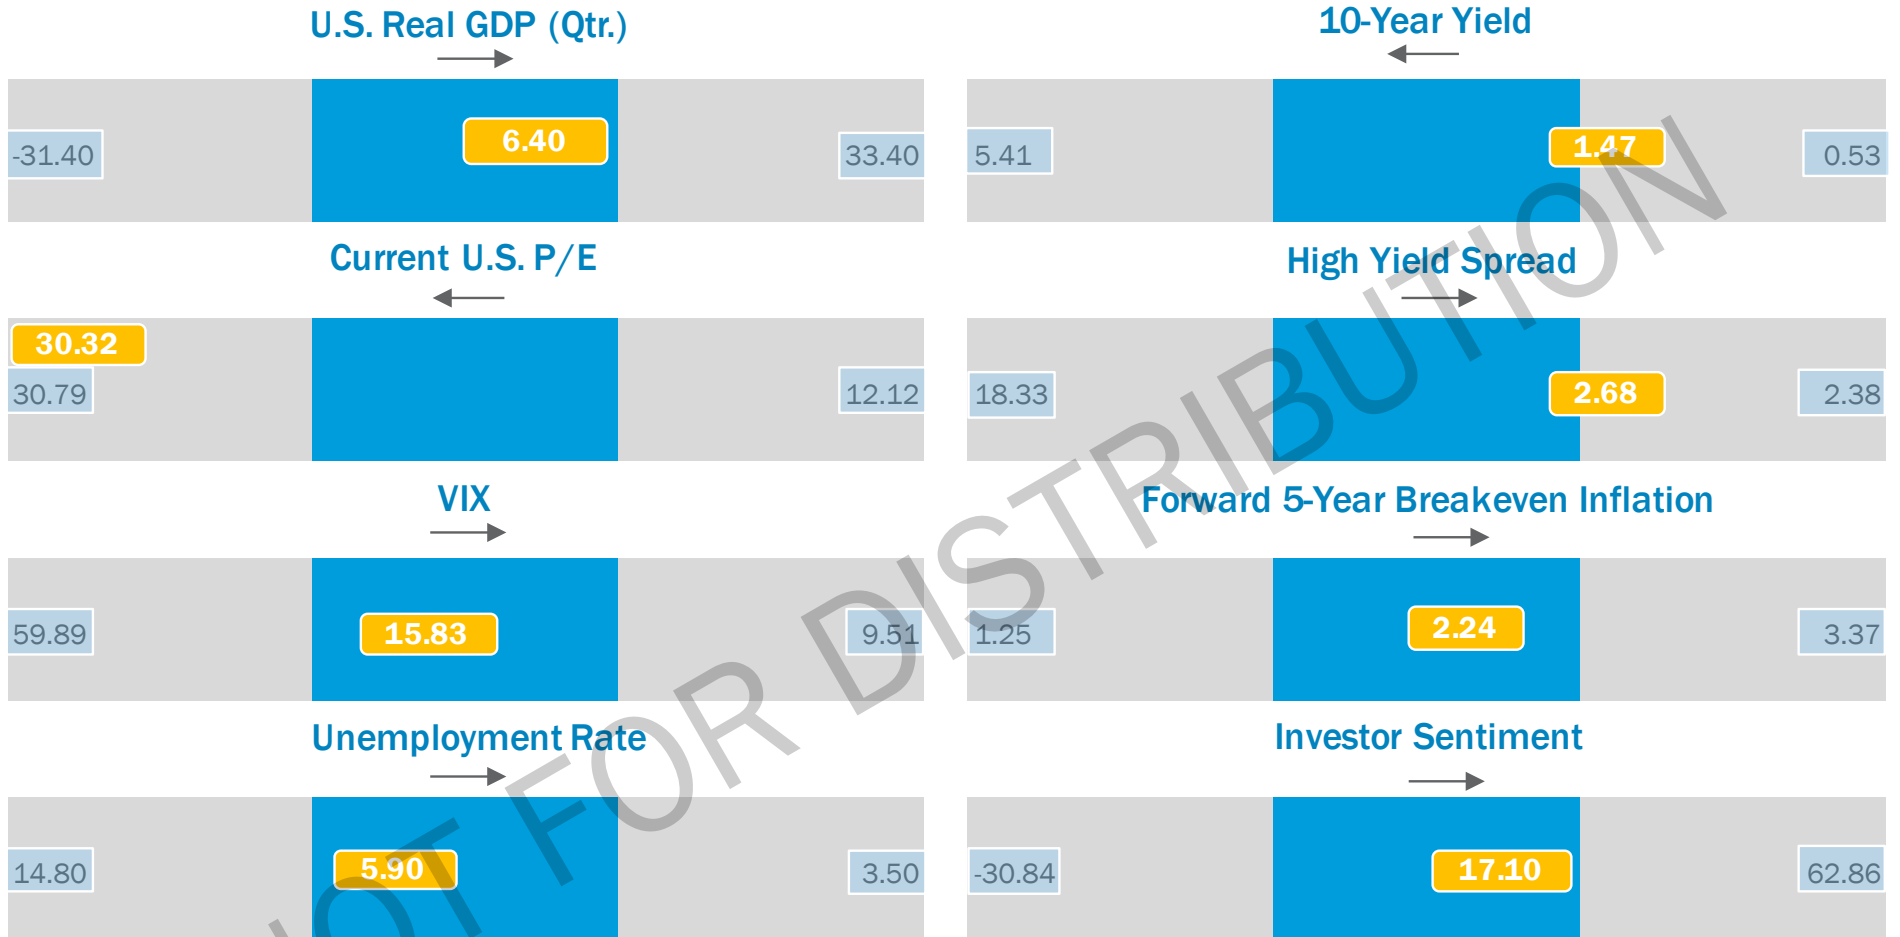 U.S. Real GDP (Qtr.)
-31.40
6.40
33.40
10-Year Yield
5.41
1.47
0.53
Current U.S. P/E
30.32
30.79
12.12
High Yield Spread
18.33
2.68
2.38
VIX
59.89
15.83
9.51
Forward 5-Year Breakeven Inflation
1.25
2.24
3.37
Unemployment Rate
14.80
5.90
3.50
Investor Sentiment
-30.84
17.10
62.86
NOT FOR DISTRIBUTION